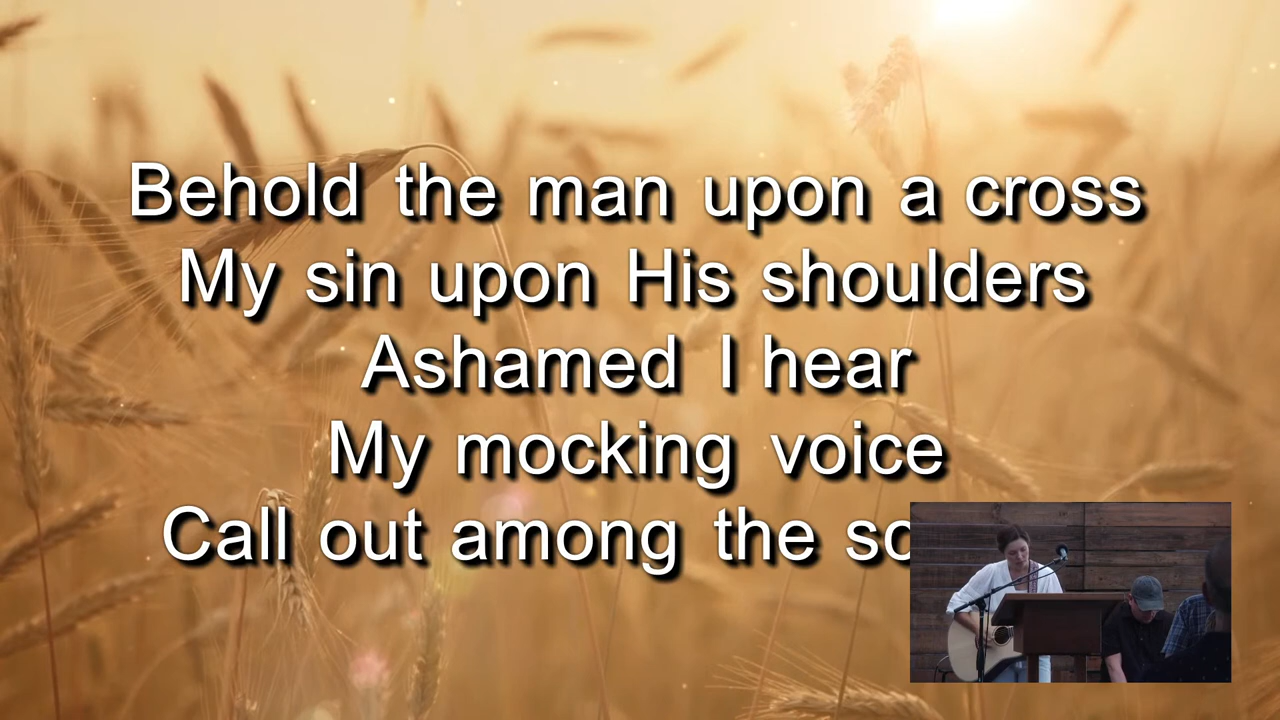 Behold the man upon a cross
My sin upon His shoulders
Ashamed I hear
My mocking voice
Call out among the